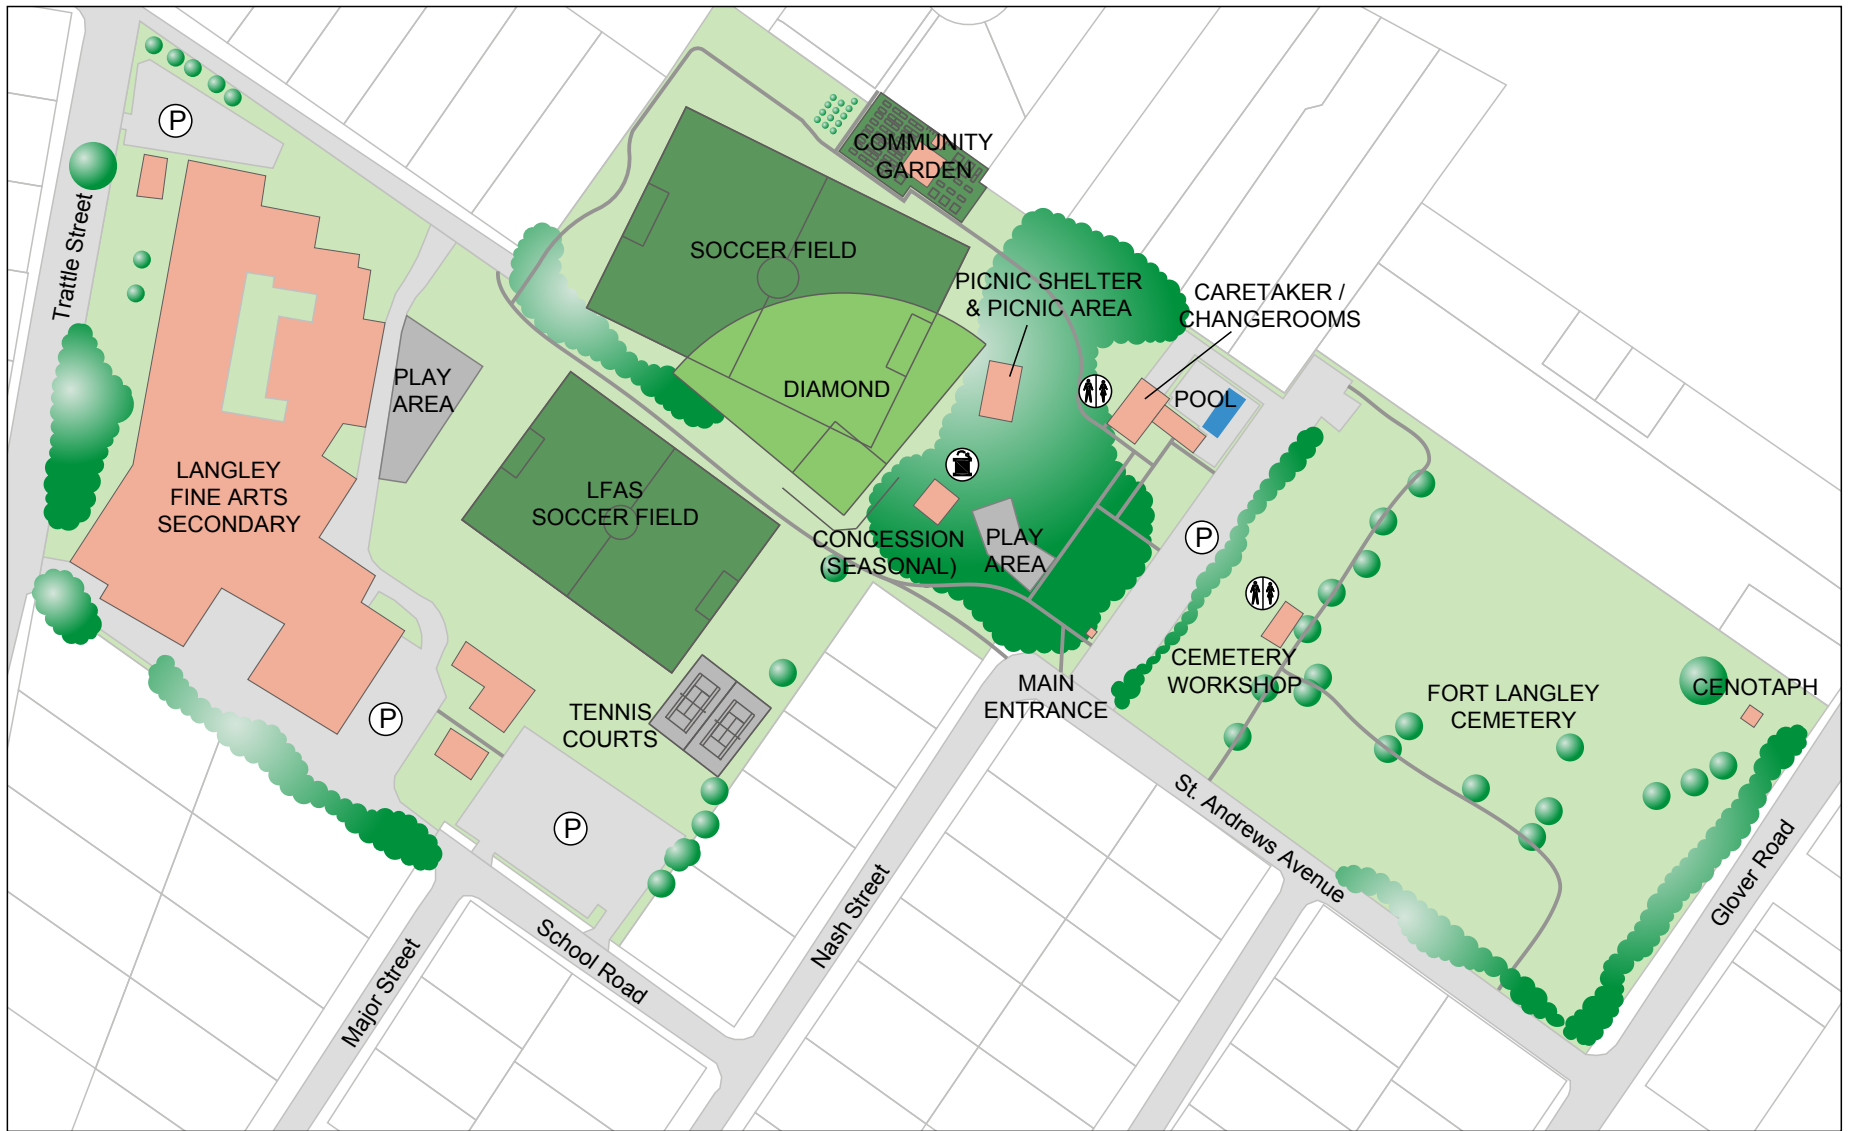 P
COMMUNITY
GARDEN
Trattle Street
SOCCER FIELD
PICNIC SHELTER
& PICNIC AREA
CARETAKER /
CHANGEROOMS
PLAY
AREA
DIAMOND
POOL
LANGLEY
FINE ARTS
SECONDARY
LFAS
SOCCER FIELD
CONCESSION
(SEASONAL)
PLAY
AREA
P
CEMETERY
WORKSHOP
MAIN
ENTRANCE
FORT LANGLEY
CEMETERY
CENOTAPH
TENNIS
COURTS
P
P
St. Andrews Avenue
Glover Road
Nash Street
School Road
Major Street